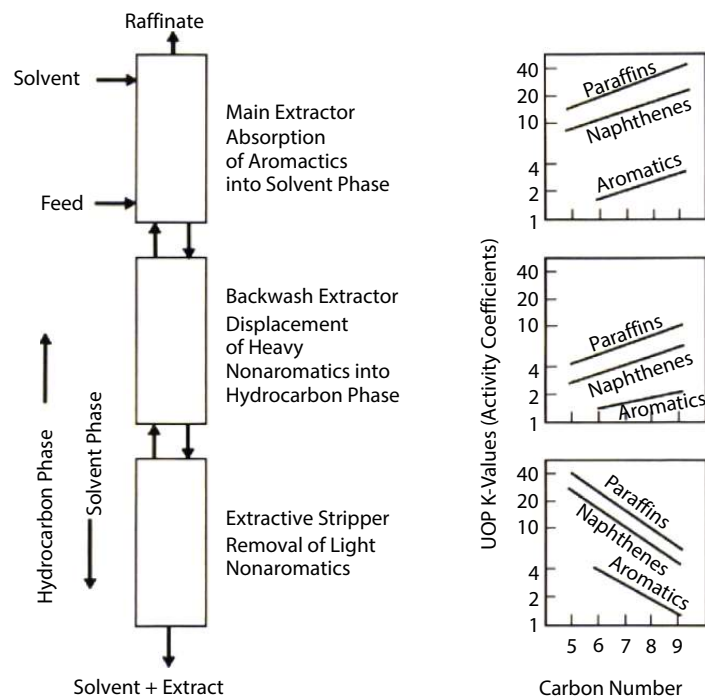 Raffinate
Solvent
Feed
Main Extractor
Absorption
of Aromactics
into Solvent Phase
Backwash Extractor
Displacement
of Heavy
Nonaromatics into
Hydrocarbon Phase
Extractive Stripper
Removal of Light
Nonaromatics
Hydrocarbon Phase
Solvent Phase
Solvent + Extract
UOP K-Values (Activity Coefficients)
40
20
10
4
2
1
Paraffins
Naphthenes
Aromatics
40
20
10
4
2
1
Paraffins
Naphthenes
Aromatics
40
20
10
4
2
1
Paraffins
Naphthenes
Aromatics
5 6 7 8 9
Carbon Number